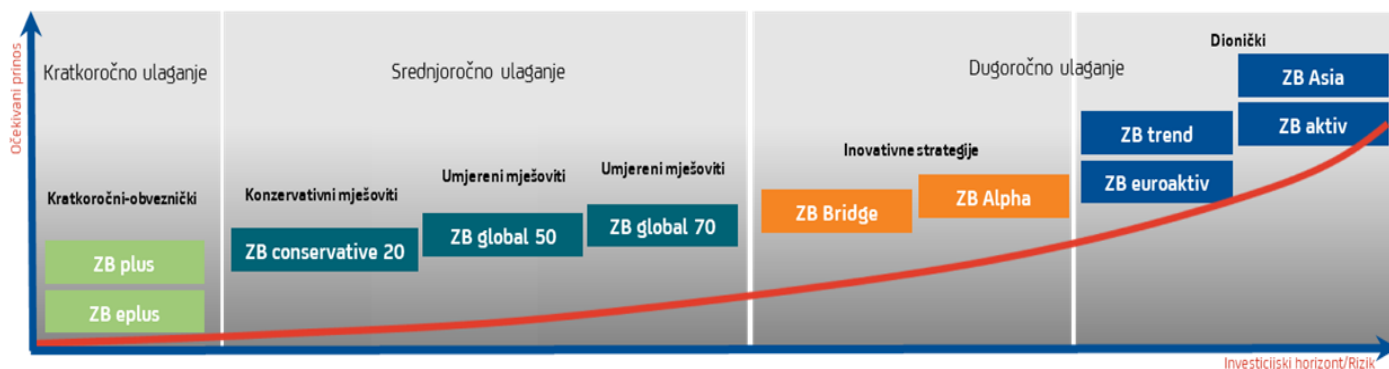 Očekivani prinos
Kratkoročno ulaganje
Srednjoročno ulaganje
Dugoročno ulaganje
Kratkoročni-obveznički
ZB plus
ZB eplus
Konzervativni mješoviti
ZB conservative 20
Umjereni mješoviti
ZB global 50
Umjereni mješoviti
ZB global 70
Inovativne strategije
ZB Bridge
ZB Alpha
Dionički
ZB Asia
ZB aktiv
ZB trend
ZB euroaktiv
Investicijski horizont/Rizik